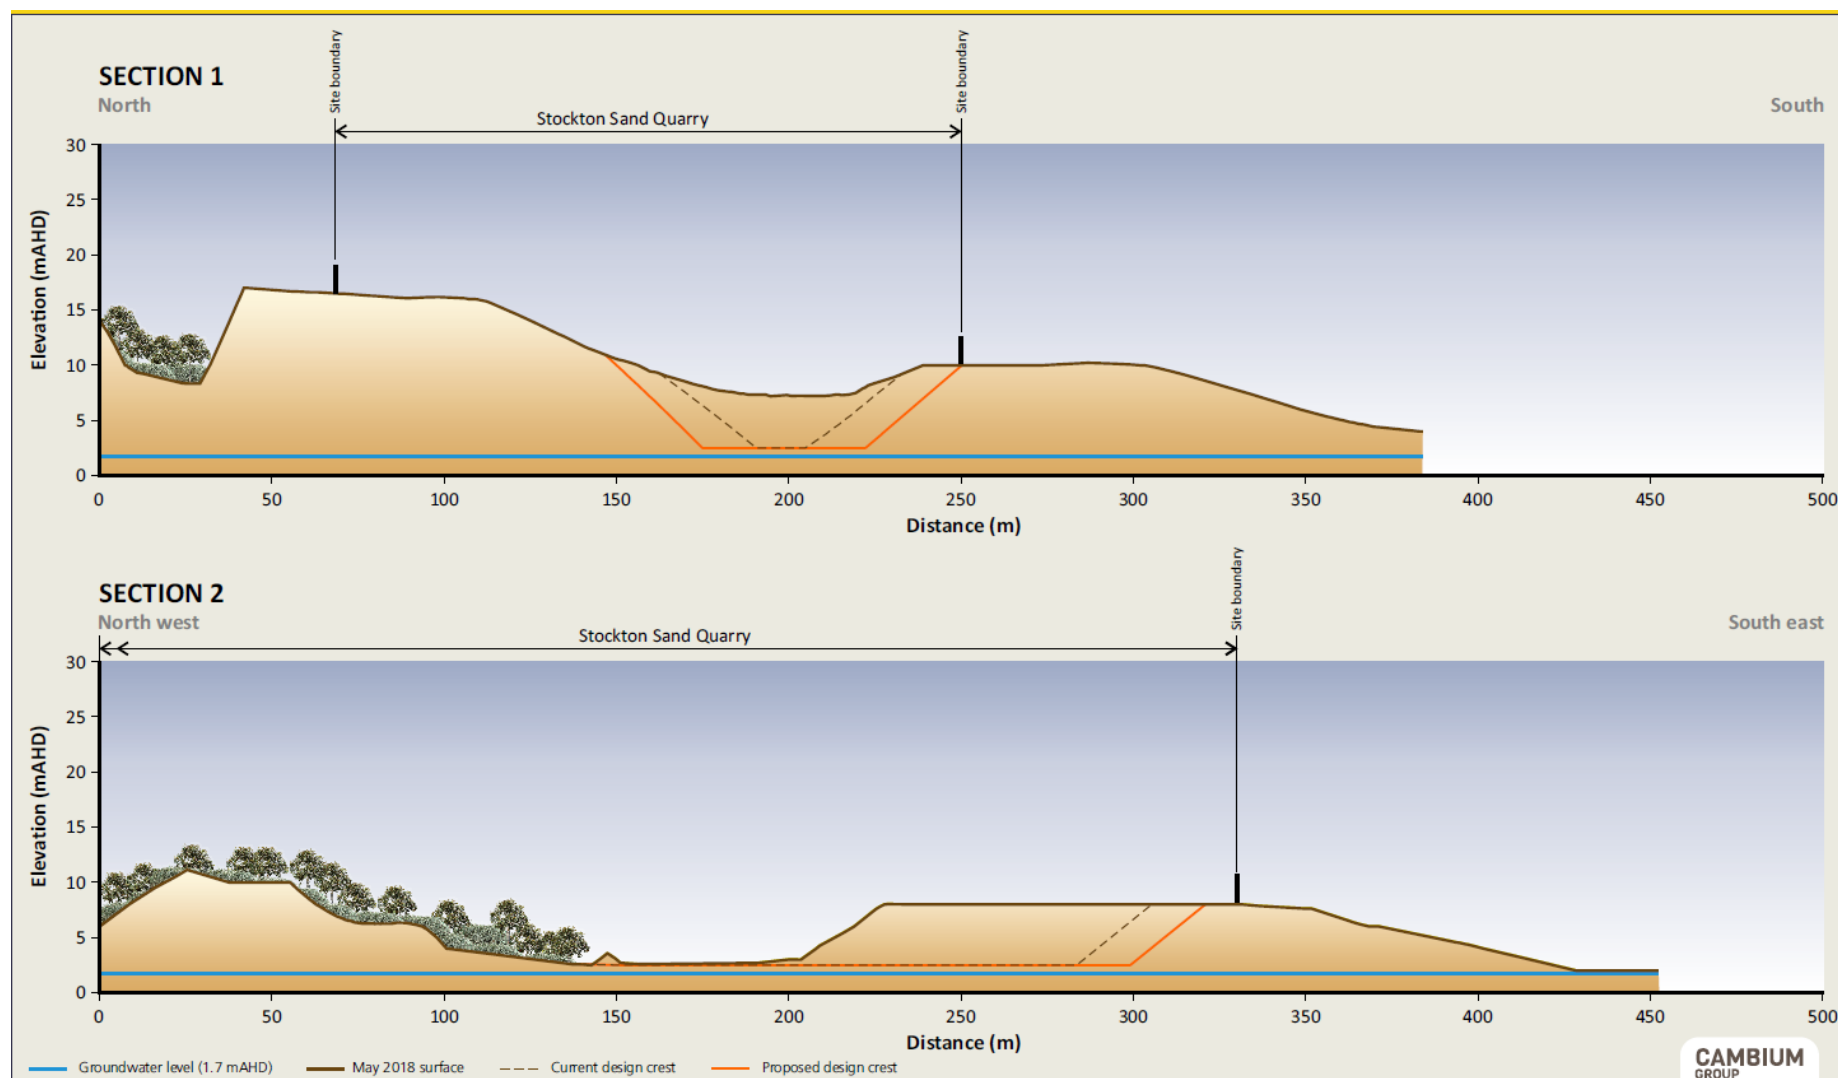 SECTION 1
North
Site boundary
Stockton Sand Quarry
Site boundary
South
Elevation (mAHD)
30
25
20
15
10
5
0
0 50 100 150 200 250 300 350 400 450 500
Distance (m)
SECTION 2
North west
Stockton Sand Quarry
Site boundary
South east
Elevation (mAHD)
30
25
20
15
10
5
0
0 50 100 150 200 250 300 350 400 450 500
Distance (m)
Groundwater level (1.7 mAHD) May 2018 surface Current design crest Proposed design crest
CAMBIUM
GROUP